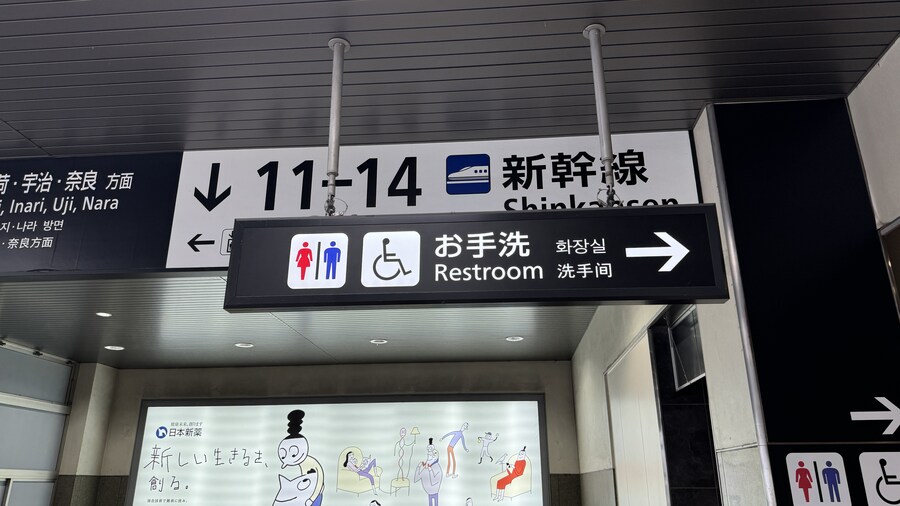 荷・宇治・奈良 方面
, Inari, Uji, Nara
지・나라 방면
・奈良方面
↓ 11-14 新幹線
Shinkansen
←
お手洗 화장실 →
Restroom 洗手间
→
日本新薬
新しい生きるを、
創る。